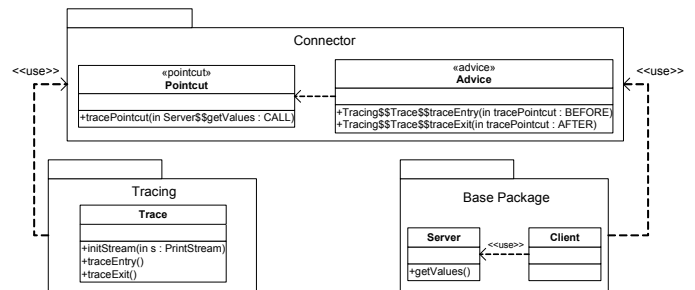 Connector
<<use>>
<<use>>
«pointcut»
Pointcut
+tracePointcut(in Server$$getValues : CALL)
«advice»
Advice
+Tracing$$Trace$$traceEntry(in tracePointcut : BEFORE)
+Tracing$$Trace$$traceExit(in tracePointcut : AFTER)
Tracing
Trace
+initStream(in s : PrintStream)
+traceEntry()
+traceExit()
Base Package
Server
+getValues()
<<use>>
Client